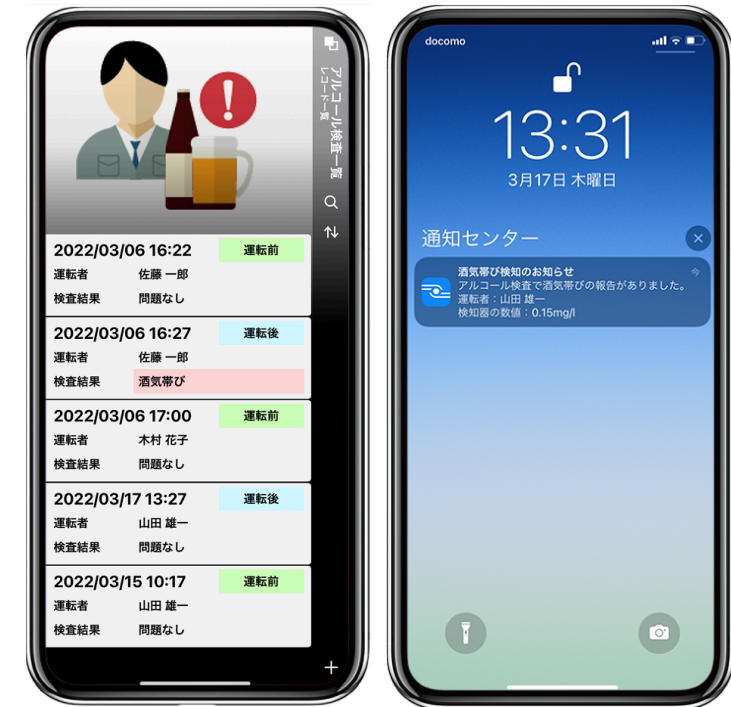 アルコール検査一覧
レコード一覧
2022/03/06 16:22 運転前
運転者 佐藤 一郎
検査結果 問題なし
2022/03/06 16:27 運転後
運転者 佐藤 一郎
検査結果 酒気帯び
2022/03/06 17:00 運転前
運転者 木村 花子
検査結果 問題なし
2022/03/17 13:27 運転後
運転者 山田 雄一
検査結果 問題なし
2022/03/15 10:17 運転前
運転者 山田 雄一
検査結果 問題なし
docomo
13:31
3月17日 木曜日
通知センター
酒気帯び検知のお知らせ 今
アルコール検査で酒気帯びの報告がありました。
運転者：山田 雄一
検知器の数値：0.15mg/l